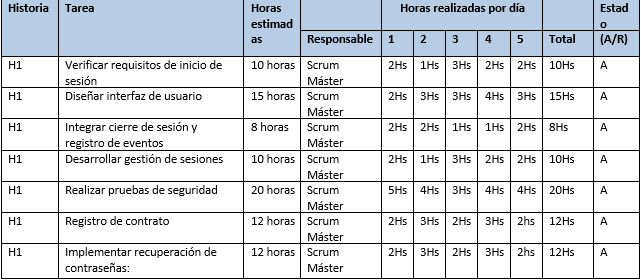 Historia Tarea Horas estimadas Responsable Horas realizadas por día Estado (A/R)
1 2 3 4 5 Total
H1 Verificar requisitos de inicio de sesión 10 horas Scrum Máster 2Hs 1Hs 3Hs 2Hs 2Hs 10Hs A
H1 Diseñar interfaz de usuario 15 horas Scrum Máster 2Hs 3Hs 3Hs 4Hs 3Hs 15Hs A
H1 Integrar cierre de sesión y registro de eventos 8 horas Scrum Máster 2Hs 2Hs 1Hs 1Hs 2Hs 8Hs A
H1 Desarrollar gestión de sesiones 10 horas Scrum Máster 2Hs 1Hs 3Hs 2Hs 2Hs 10Hs A
H1 Realizar pruebas de seguridad 20 horas Scrum Máster 5Hs 4Hs 3Hs 4Hs 4Hs 20Hs A
H1 Registro de contrato 12 horas Scrum Máster 2Hs 3Hs 2Hs 3Hs 2hs 12Hs A
H1 Implementar recuperación de contraseñas: 12 horas Scrum Máster 2Hs 3Hs 2Hs 3Hs 2hs 12Hs A